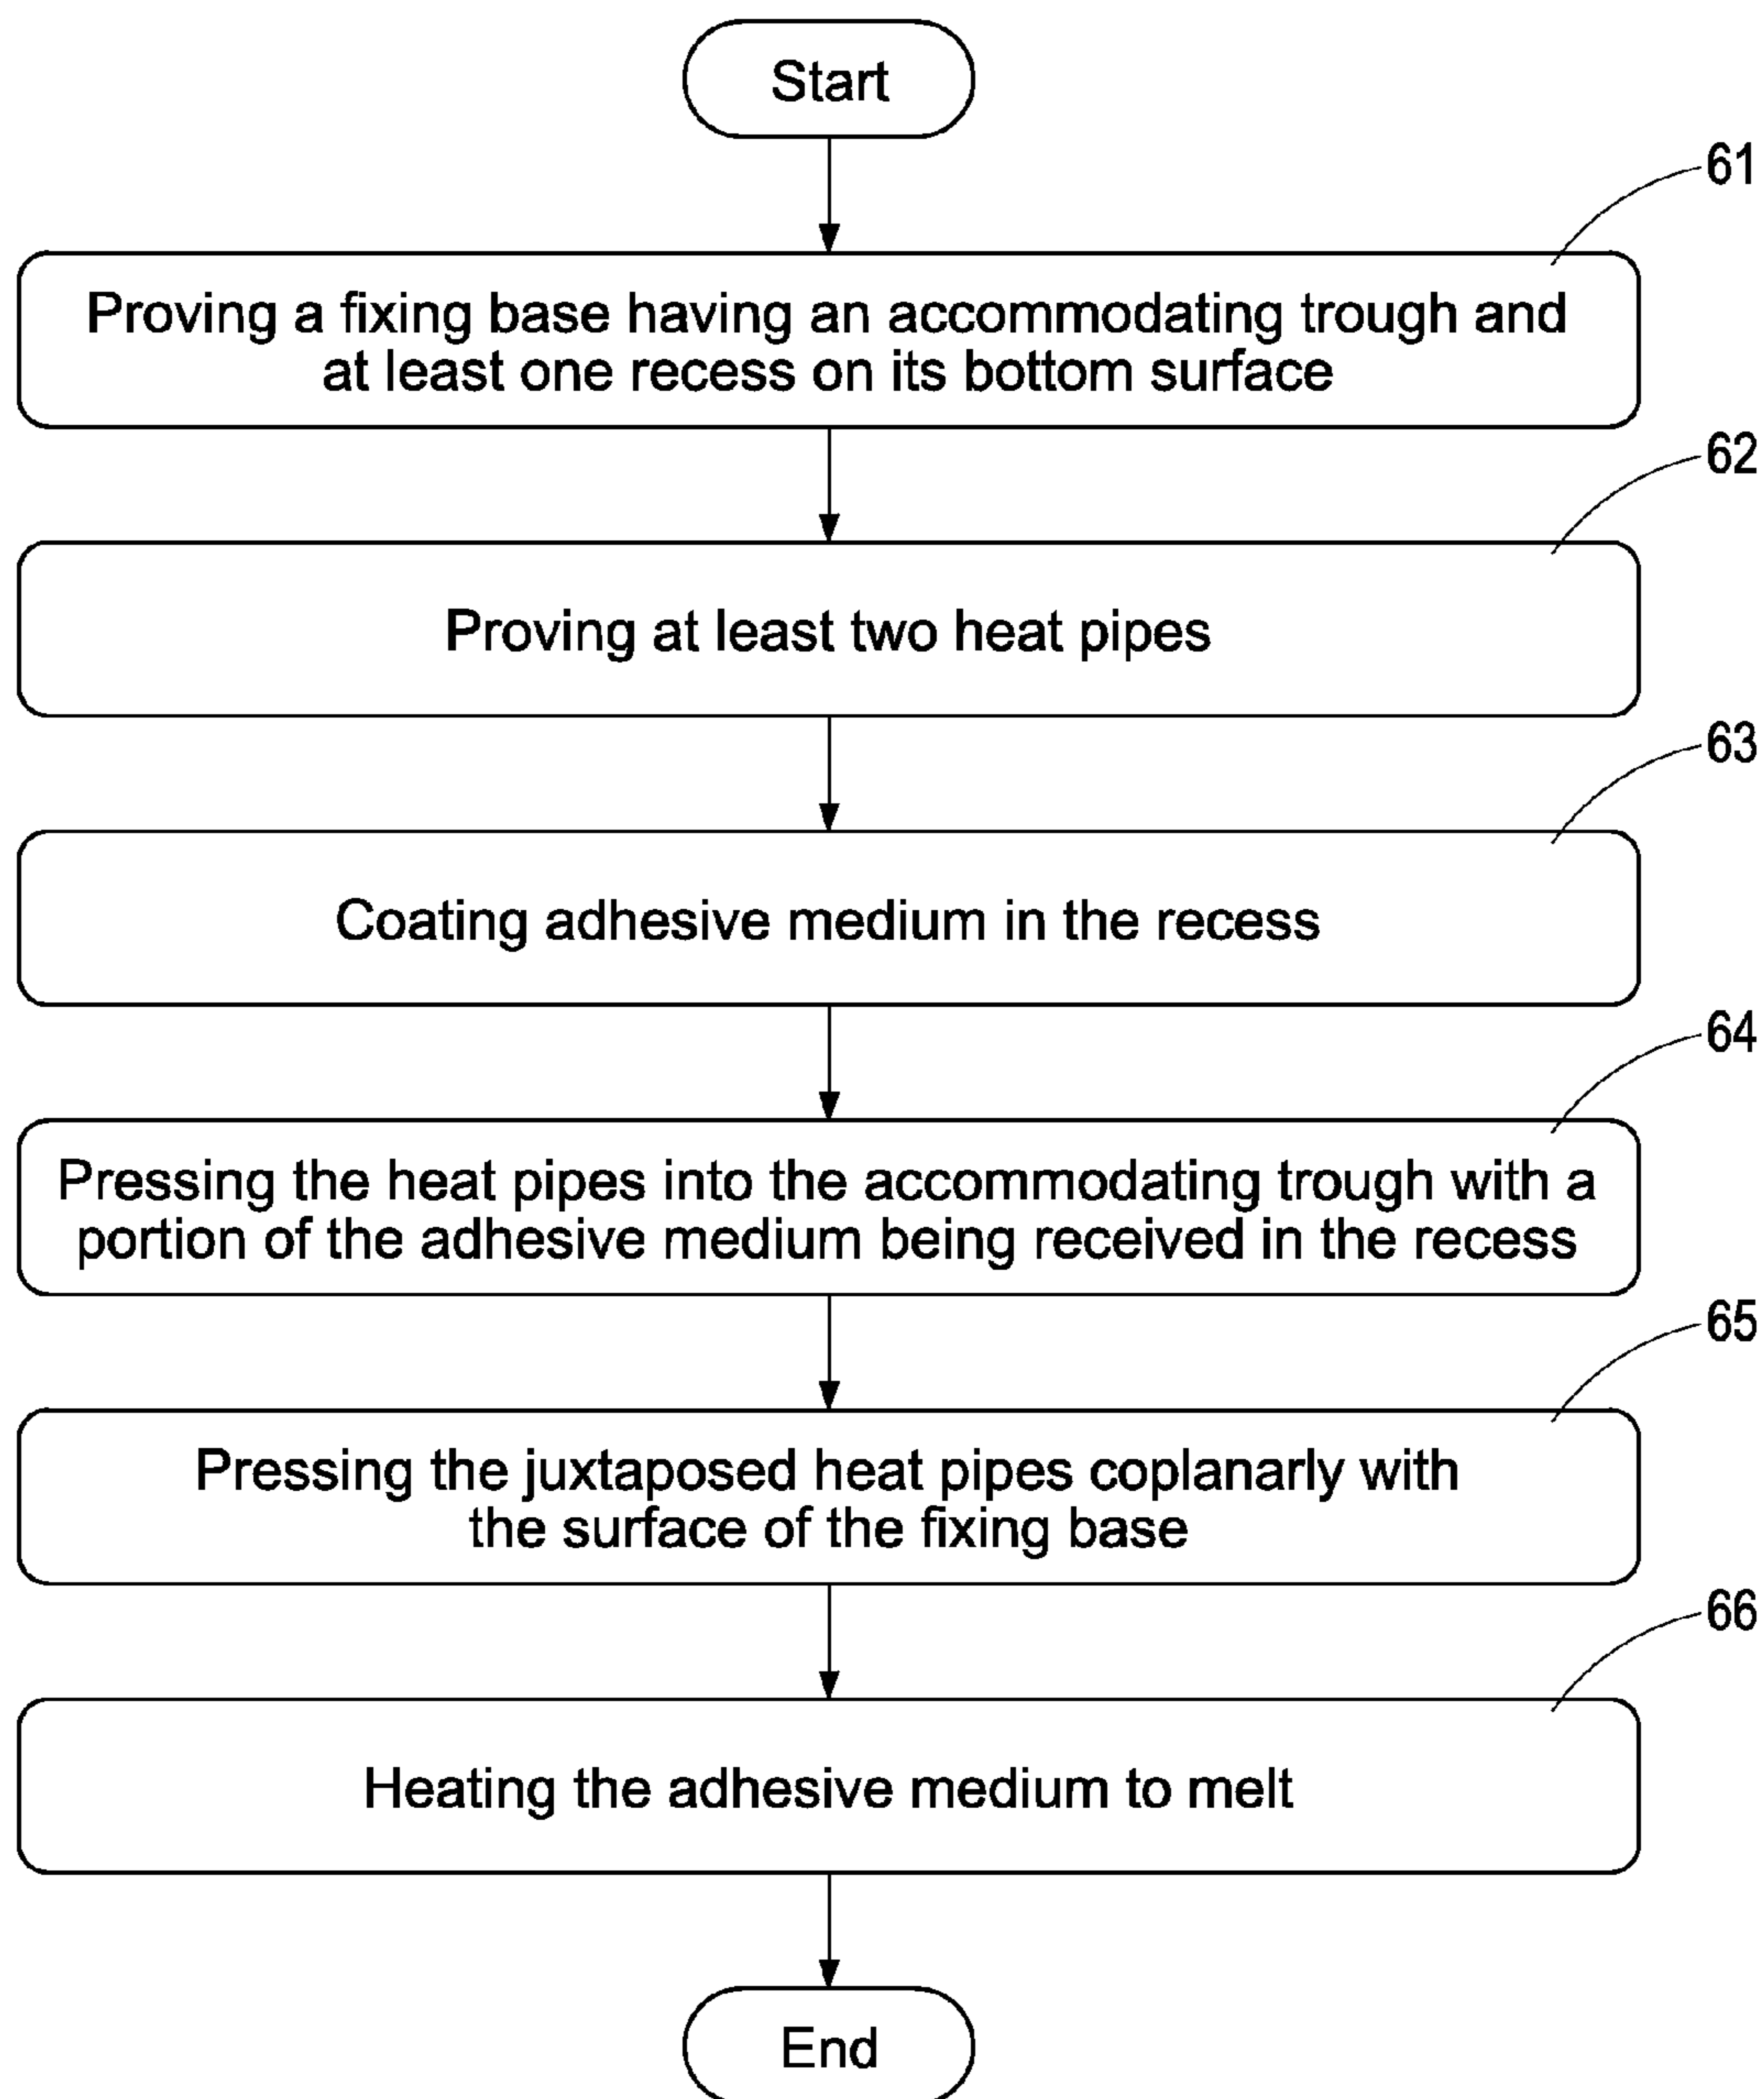 Start
61
Proving a fixing base having an accommodating trough and
at least one recess on its bottom surface
62
Proving at least two heat pipes
63
Coating adhesive medium in the recess
64
Pressing the heat pipes into the accommodating trough with a
portion of the adhesive medium being received in the recess
65
Pressing the juxtaposed heat pipes coplanarly with
the surface of the fixing base
66
Heating the adhesive medium to melt
End